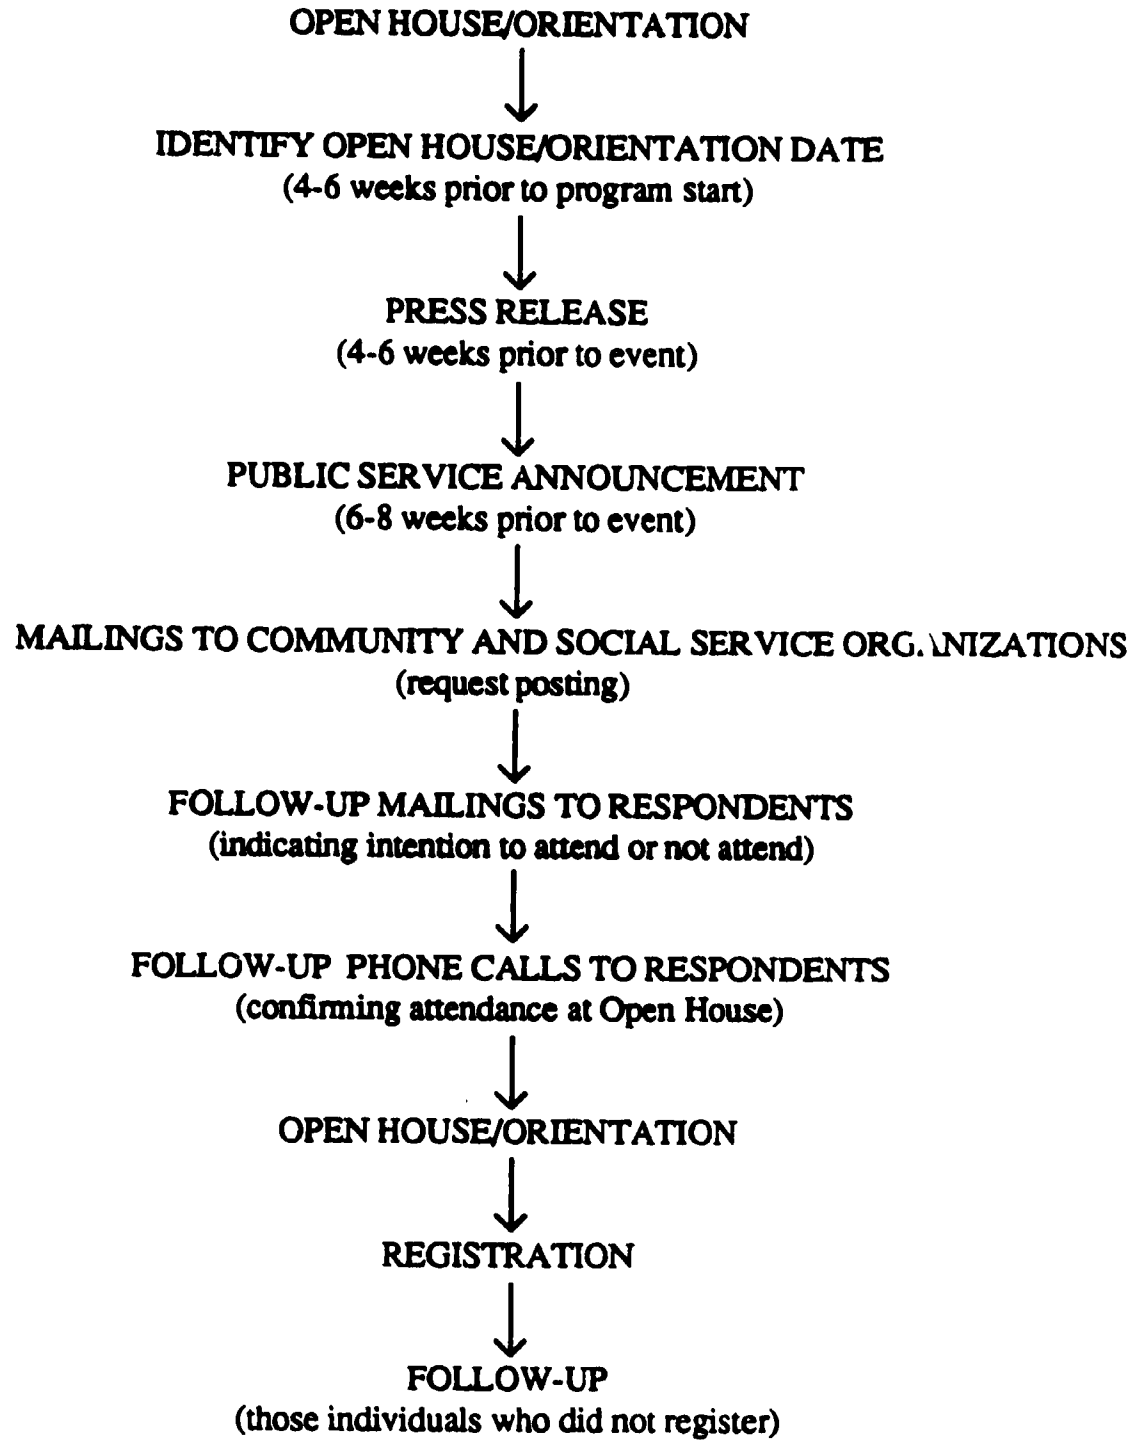 OPEN HOUSE/ORIENTATION
IDENTIFY OPEN HOUSE/ORIENTATION DATE
(4-6 weeks prior to program start)
PRESS RELEASE
(4-6 weeks prior to event)
PUBLIC SERVICE ANNOUNCEMENT
(6-8 weeks prior to event)
MAILINGS TO COMMUNITY AND SOCIAL SERVICE ORGANIZATIONS
(request posting)
FOLLOW-UP MAILINGS TO RESPONDENTS
(indicating intention to attend or not attend)
FOLLOW-UP PHONE CALLS TO RESPONDENTS
(confirming attendance at Open House)
OPEN HOUSE/ORIENTATION
REGISTRATION
FOLLOW-UP
(those individuals who did not register)